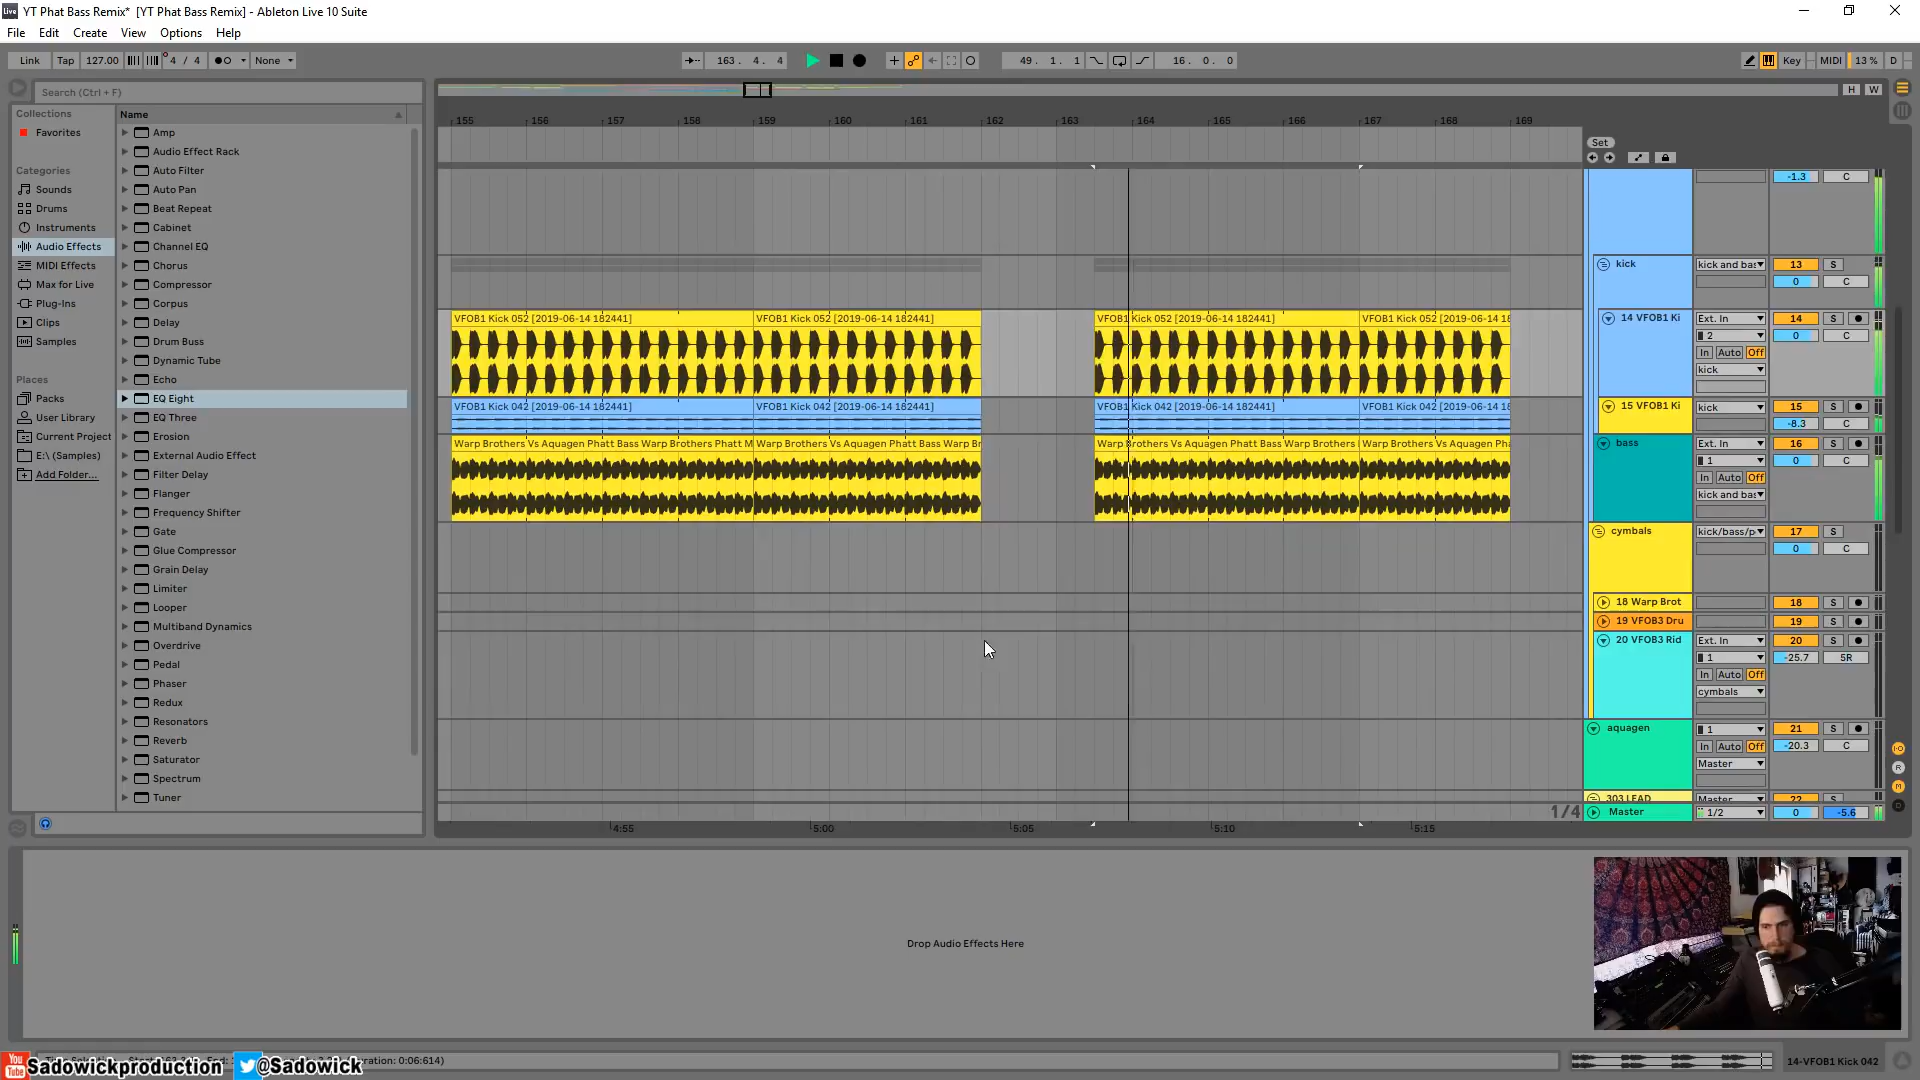 YT Phat Bass Remix* [YT Phat Bass Remix] - Ableton Live 10 Suite
File Edit Create View Options Help
Link Tap 127.00 4 / 4 None 163. 4. 4 49. 1. 1 16. 0. 0 Key MIDI 13 % D
Search (Ctrl + F)
H W
Collections
Favorites
Categories
Sounds
Drums
Instruments
Audio Effects
MIDI Effects
Max for Live
Plug-Ins
Clips
Samples
Places
Packs
User Library
Current Project
E:\ (Samples)
Add Folder...
Name
Amp
Audio Effect Rack
Auto Filter
Auto Pan
Beat Repeat
Cabinet
Channel EQ
Chorus
Compressor
Corpus
Delay
Drum Buss
Dynamic Tube
Echo
EQ Eight
EQ Three
Erosion
External Audio Effect
Filter Delay
Flanger
Frequency Shifter
Gate
Glue Compressor
Grain Delay
Limiter
Looper
Multiband Dynamics
Overdrive
Pedal
Phaser
Redux
Resonators
Reverb
Saturator
Spectrum
Tuner
155 156 157 158 159 160 161 162 163 164 165 166 167 168 169
Set
-1.3 C
kick kick and bas 13 S
0 C
VFOB1 Kick 052 [2019-06-14 182441] VFOB1 Kick 052 [2019-06-14 182441] VFOB1 Kick 052 [2019-06-14 182441] VFOB1 Kick 052 [2019-06-14 18
14 VFOB1 Ki Ext. In 14 S
2 0 C
In Auto Off
kick
VFOB1 Kick 042 [2019-06-14 182441] VFOB1 Kick 042 [2019-06-14 182441] VFOB1 Kick 042 [2019-06-14 182441] VFOB1 Kick 042 [2019-06-14 18
15 VFOB1 Ki kick 15 S
-8.3 C
Warp Brothers Vs Aquagen Phatt Bass Warp Brothers Phatt M Warp Brothers Vs Aquagen Phatt Bass Warp Br Warp Brothers Vs Aquagen Phatt Bass Warp Brothers Warp Brothers Vs Aquagen Pha
bass Ext. In 16 S
1 0 C
In Auto Off
kick and bas
cymbals kick/bass/p 17 S
0 C
18 Warp Brot 18 S
19 VFOB3 Dru 19 S
20 VFOB3 Rid Ext. In 20 S
1 -25.7 5R
In Auto Off
cymbals
aquagen 1 21 S
In Auto Off -20.3 C
Master
303 LEAD Master 22 S
1/4
Master 1/2 0 -5.6
4:55 5:00 5:05 5:10 5:15
Drop Audio Effects Here
You Tube Sadowickproduction @Sadowick
uration: 0:06:614)
14-VFOB1 Kick 042